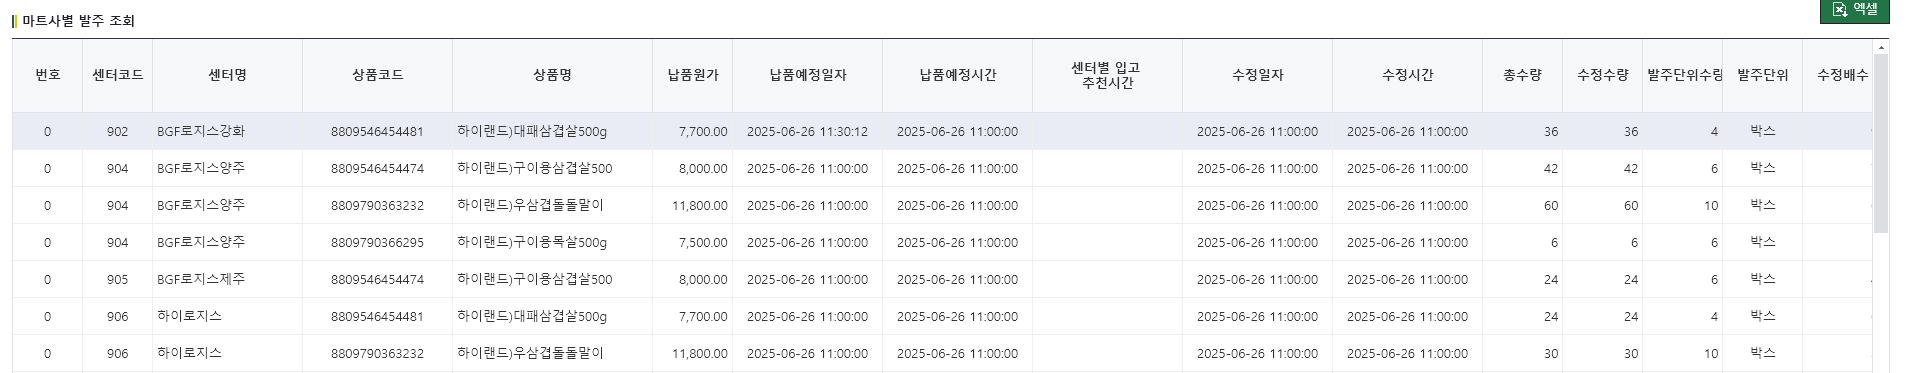 마트사별 발주 조회
엑셀
번호 센터코드 센터명 상품코드 상품명 납품원가 납품예정일자 납품예정시간 센터별 입고 추천시간 수정일자 수정시간 총수량 수정수량 발주단위수량 발주단위 수정배수
0 902 BGF로지스강화 8809546454481 하이랜드)대패삼겹살500g 7,700.00 2025-06-26 11:30:12 2025-06-26 11:00:00 2025-06-26 11:00:00 2025-06-26 11:00:00 36 36 4 박스
0 904 BGF로지스양주 8809546454474 하이랜드)구이용삼겹살500 8,000.00 2025-06-26 11:00:00 2025-06-26 11:00:00 2025-06-26 11:00:00 2025-06-26 11:00:00 42 42 6 박스
0 904 BGF로지스양주 8809790363232 하이랜드)우삼겹돌돌말이 11,800.00 2025-06-26 11:00:00 2025-06-26 11:00:00 2025-06-26 11:00:00 2025-06-26 11:00:00 60 60 10 박스
0 904 BGF로지스양주 8809790366295 하이랜드)구이용목살500g 7,500.00 2025-06-26 11:00:00 2025-06-26 11:00:00 2025-06-26 11:00:00 2025-06-26 11:00:00 6 6 6 박스
0 905 BGF로지스제주 8809546454474 하이랜드)구이용삼겹살500 8,000.00 2025-06-26 11:00:00 2025-06-26 11:00:00 2025-06-26 11:00:00 2025-06-26 11:00:00 24 24 6 박스
0 906 하이로지스 8809546454481 하이랜드)대패삼겹살500g 7,700.00 2025-06-26 11:00:00 2025-06-26 11:00:00 2025-06-26 11:00:00 2025-06-26 11:00:00 24 24 4 박스
0 906 하이로지스 8809790363232 하이랜드)우삼겹돌돌말이 11,800.00 2025-06-26 11:00:00 2025-06-26 11:00:00 2025-06-26 11:00:00 2025-06-26 11:00:00 30 30 10 박스